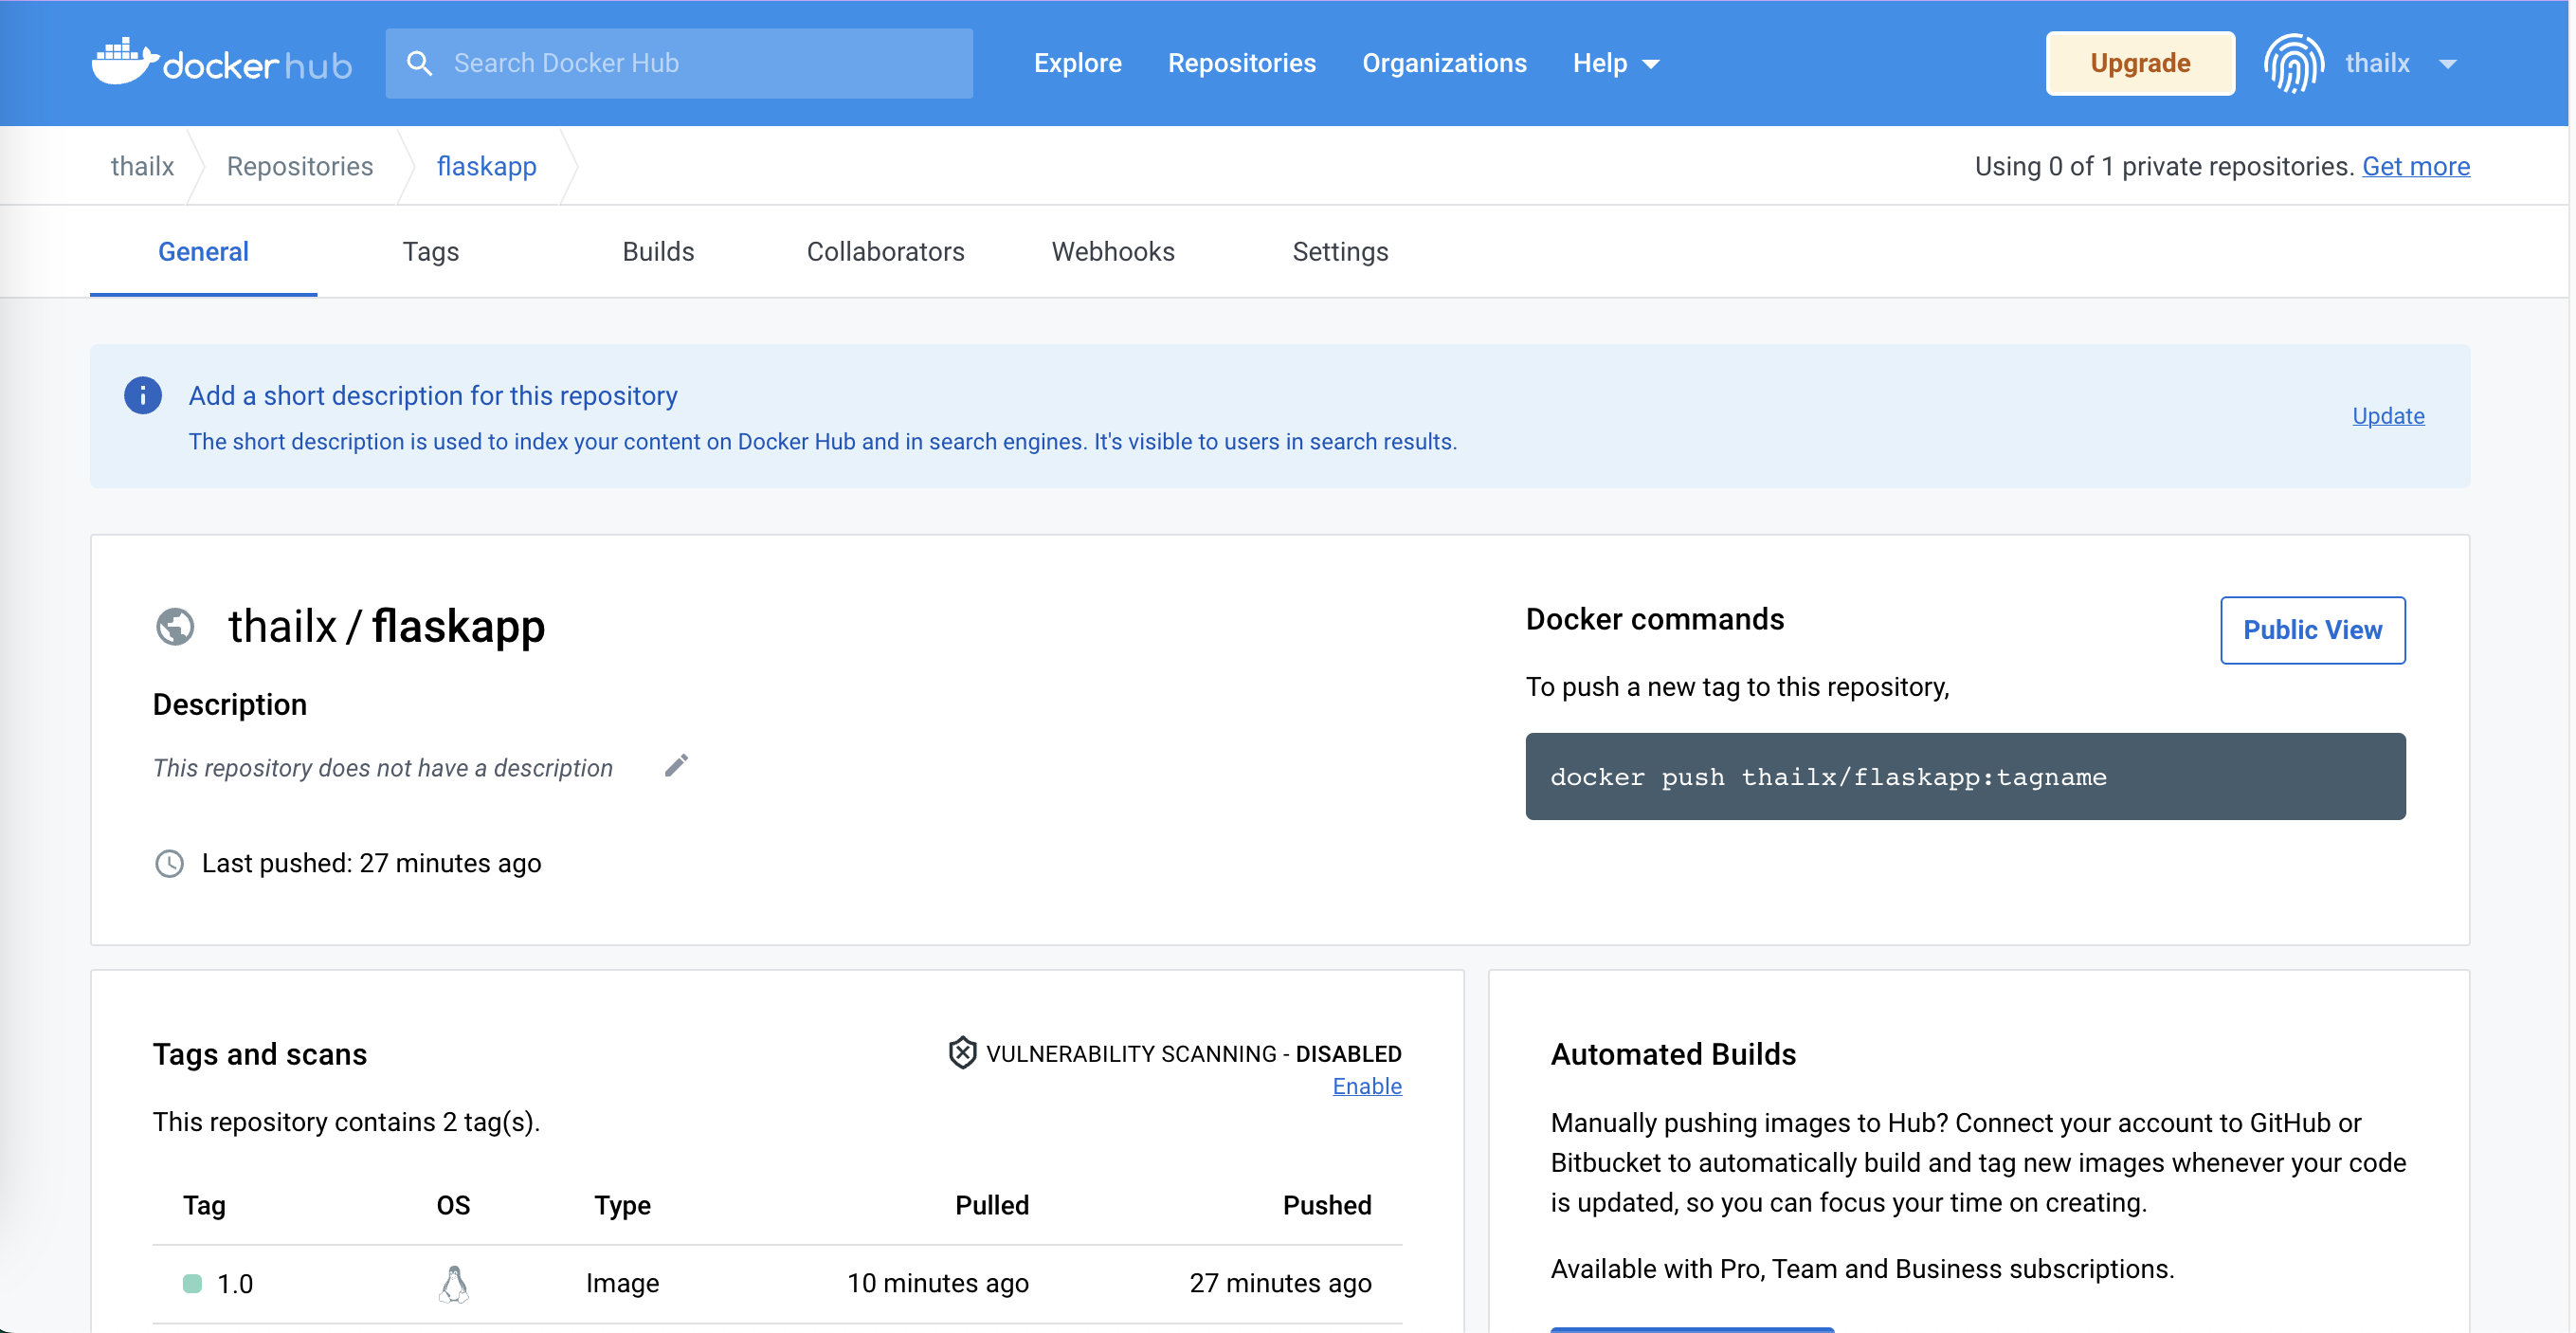 dockerhub
Search Docker Hub
Explore
Repositories
Organizations
Help
Upgrade
thailx
thailx
Repositories
flaskapp
Using 0 of 1 private repositories. Get more
General
Tags
Builds
Collaborators
Webhooks
Settings
Add a short description for this repository
The short description is used to index your content on Docker Hub and in search engines. It's visible to users in search results.
Update
thailx / flaskapp
Description
This repository does not have a description
Last pushed: 27 minutes ago
Docker commands
Public View
To push a new tag to this repository,
docker push thailx/flaskapp:tagname
Tags and scans
VULNERABILITY SCANNING - DISABLED
Enable
This repository contains 2 tag(s).
Tag OS Type Pulled Pushed
1.0 Image 10 minutes ago 27 minutes ago
Automated Builds
Manually pushing images to Hub? Connect your account to GitHub or
Bitbucket to automatically build and tag new images whenever your code
is updated, so you can focus your time on creating.
Available with Pro, Team and Business subscriptions.